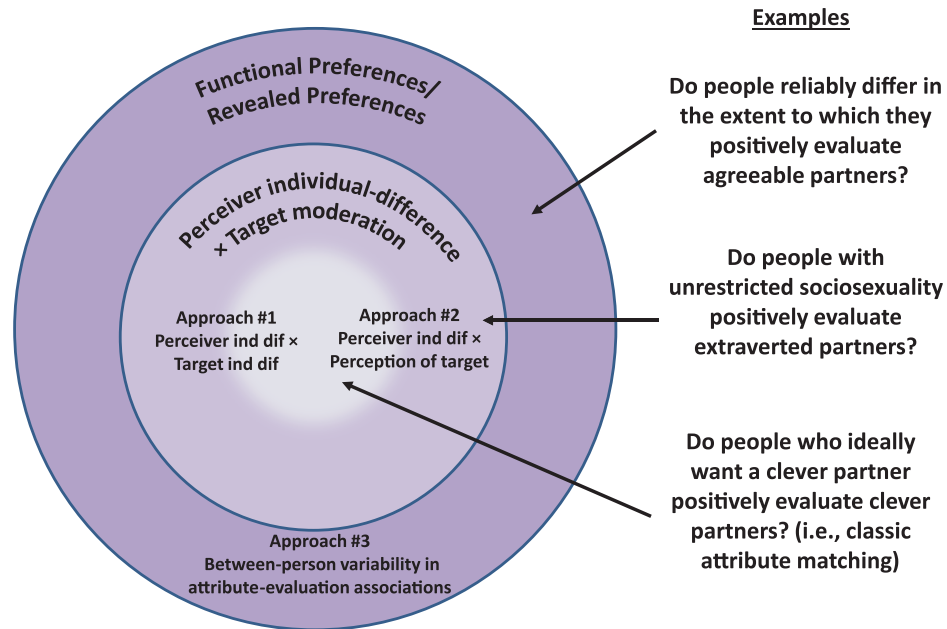 Functional Preferences/
Revealed Preferences
Perceiver individual-difference
× Target moderation
Approach #1
Perceiver ind dif ×
Target ind dif
Approach #2
Perceiver ind dif ×
Perception of target
Approach #3
Between-person variability in
attribute-evaluation associations
Examples
Do people reliably differ in
the extent to which they
positively evaluate
agreeable partners?
Do people with
unrestricted sociosexuality
positively evaluate
extraverted partners?
Do people who ideally
want a clever partner
positively evaluate clever
partners? (i.e., classic
attribute matching)